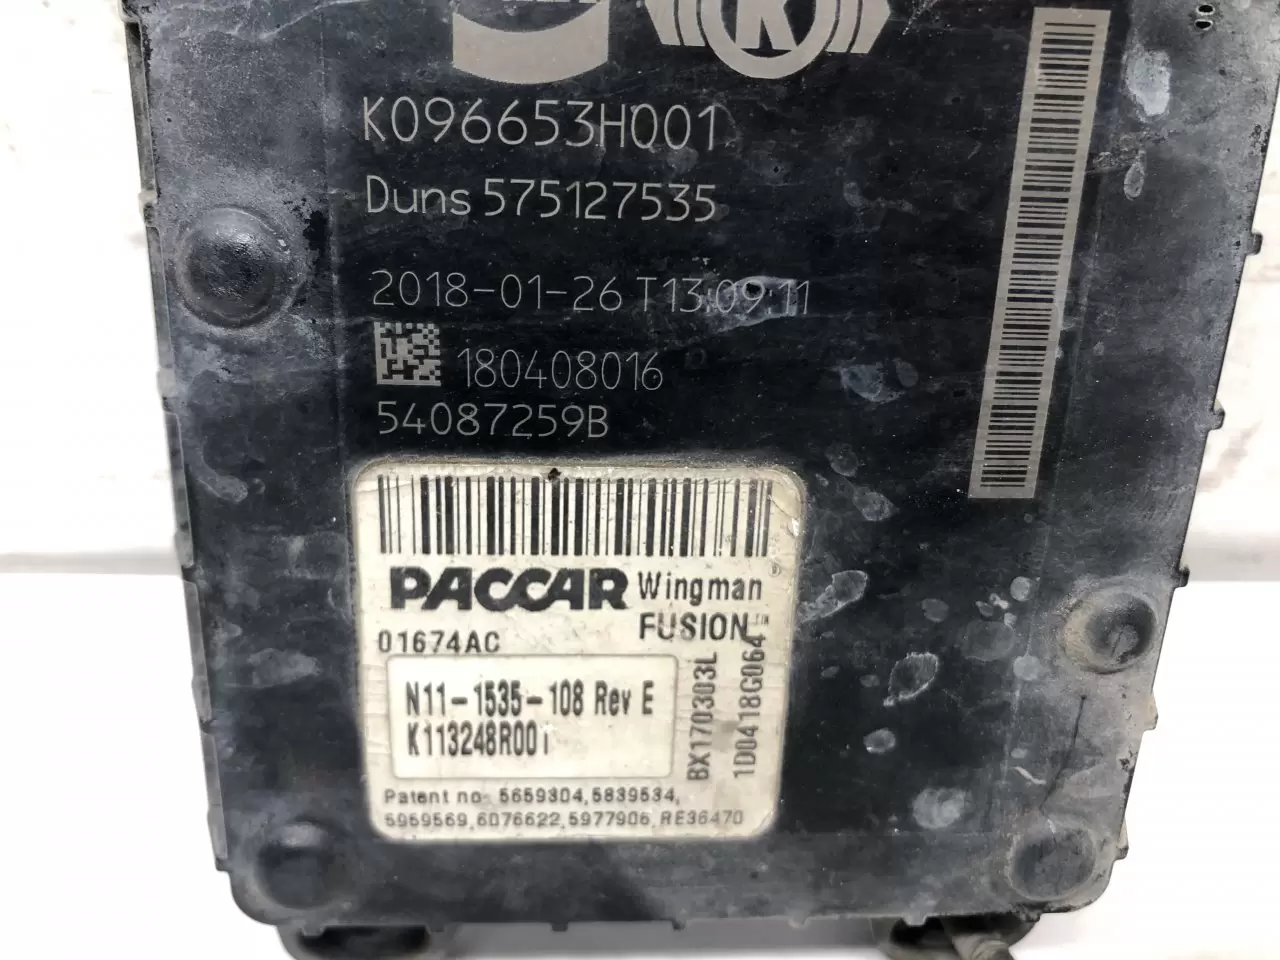 K
K096653H001
Duns 575127535
2018-01-26 T13:09:11
180408016
54087259B
PACCAR Wingman®
FUSION™
01674AC
N11-1535-108 Rev E
K113248R001
BX170303L
1D0418G064
Patent no- 5659304,5839534,
5959569,6076622,5977906,RE36470